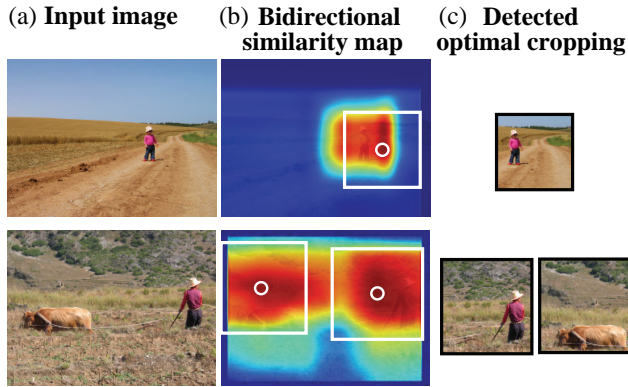 (a) Input image
(b) Bidirectional
similarity map
(c) Detected
optimal cropping